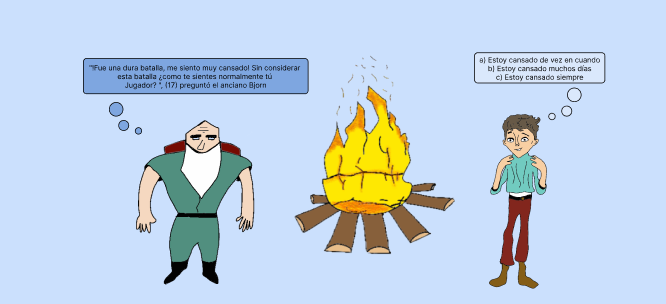 "!Fue una dura batalla, me siento muy cansado! Sin considerar
esta batalla ¿como te sientes normalmente tú
Jugador? ", (17) preguntó el anciano Bjorn
a) Estoy cansado de vez en cuando
b) Estoy cansado muchos días
c) Estoy cansado siempre